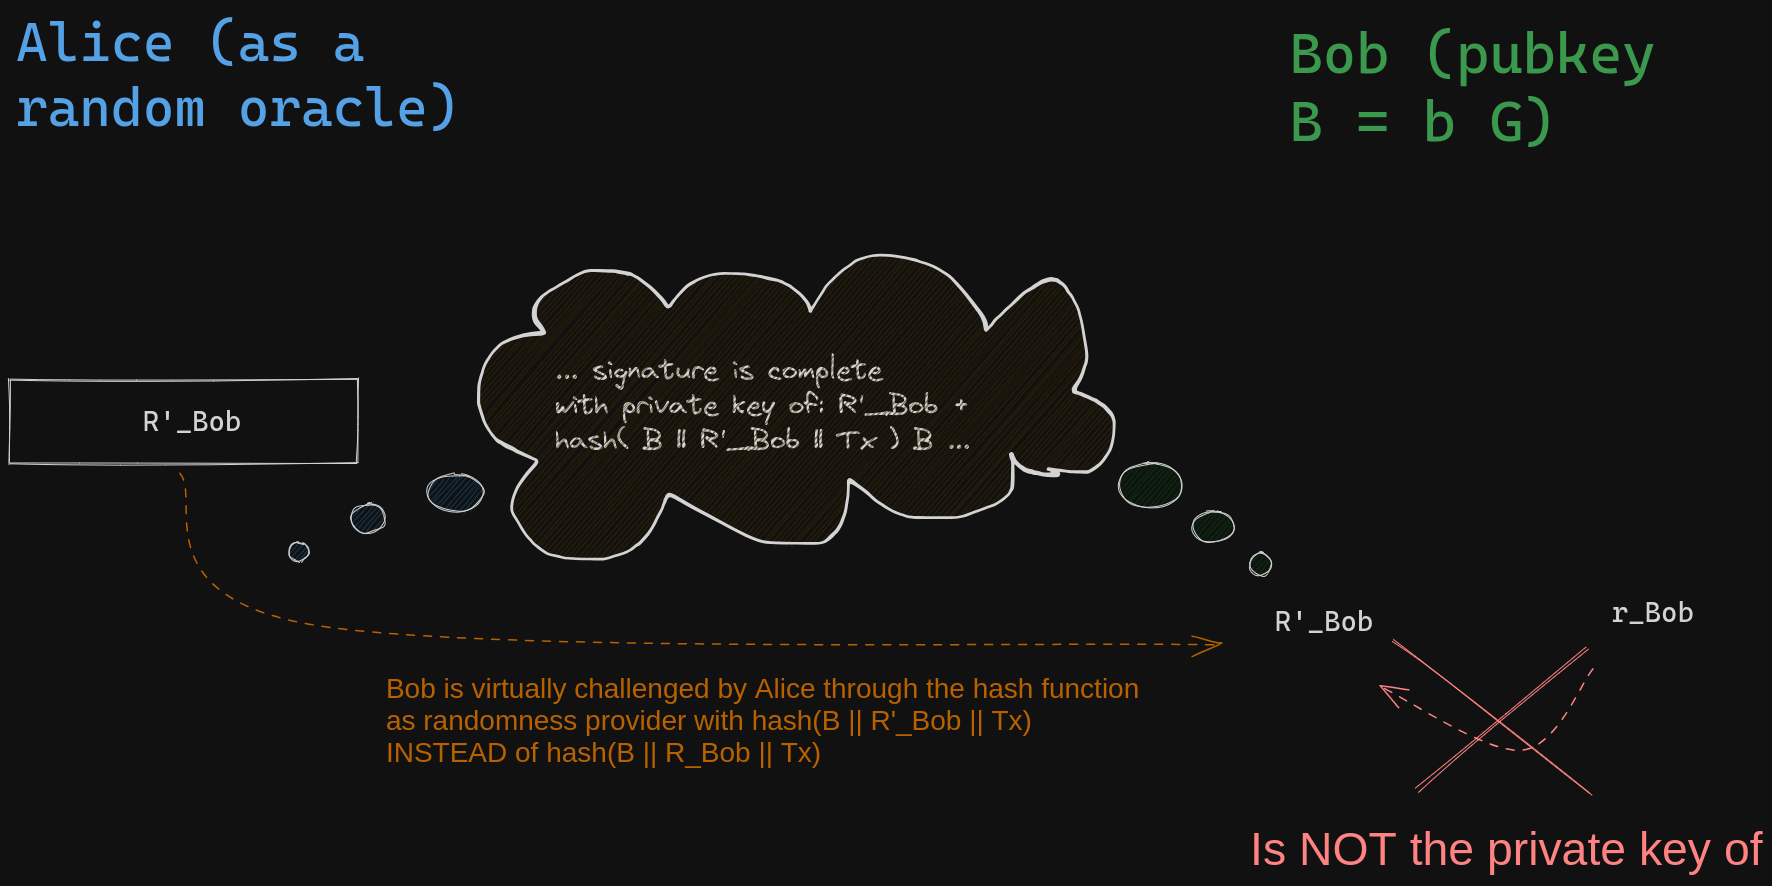 Alice (as a
random oracle)
Bob (pubkey
B = b G)
... signature is complete
with private key of: R'_Bob +
hash( B || R'_Bob || Tx ) B ...
R'_Bob
R'_Bob
r_Bob
Bob is virtually challenged by Alice through the hash function
as randomness provider with hash(B || R'_Bob || Tx)
INSTEAD of hash(B || R_Bob || Tx)
Is NOT the private key of